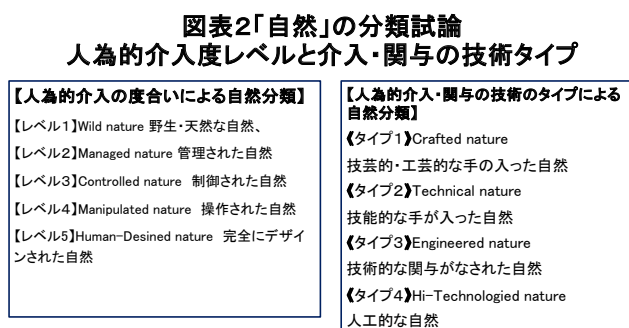 図表2「自然」の分類試論
人為的介入度レベルと介入・関与の技術タイプ
【人為的介入の度合いによる自然分類】
【レベル1】Wild nature 野生・天然な自然、
【レベル2】Managed nature 管理された自然
【レベル3】Controlled nature 制御された自然
【レベル4】Manipulated nature 操作された自然
【レベル5】Human-Desined nature 完全にデザイ
ンされた自然
【人為的介入・関与の技術のタイプによる
自然分類】
《タイプ1》Crafted nature
技芸的・工芸的な手の入った自然
《タイプ2》Technical nature
技能的な手が入った自然
《タイプ3》Engineered nature
技術的な関与がなされた自然
《タイプ4》Hi-Technologied nature
人工的な自然